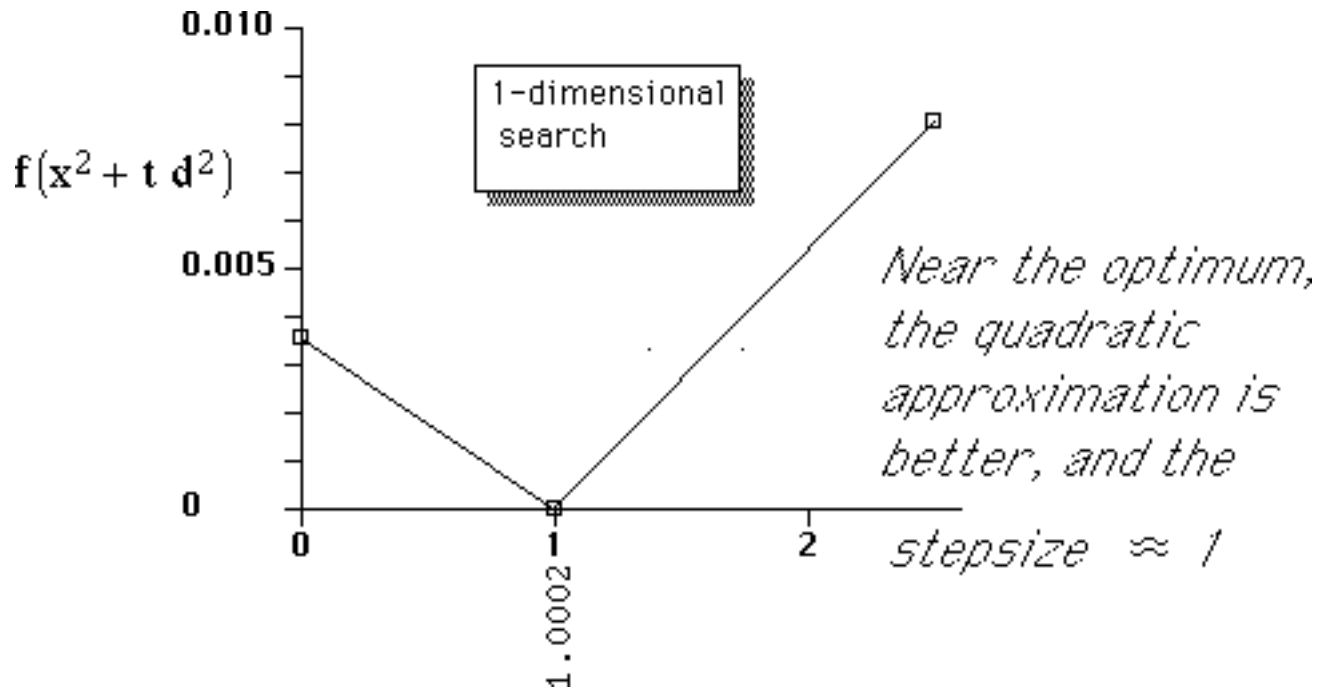 0.010
1-dimensional
search
f(x² + t d²)
0.005
Near the optimum,
the quadratic
approximation is
better, and the
stepsize ≈ 1
0
0 1 2
1.0002